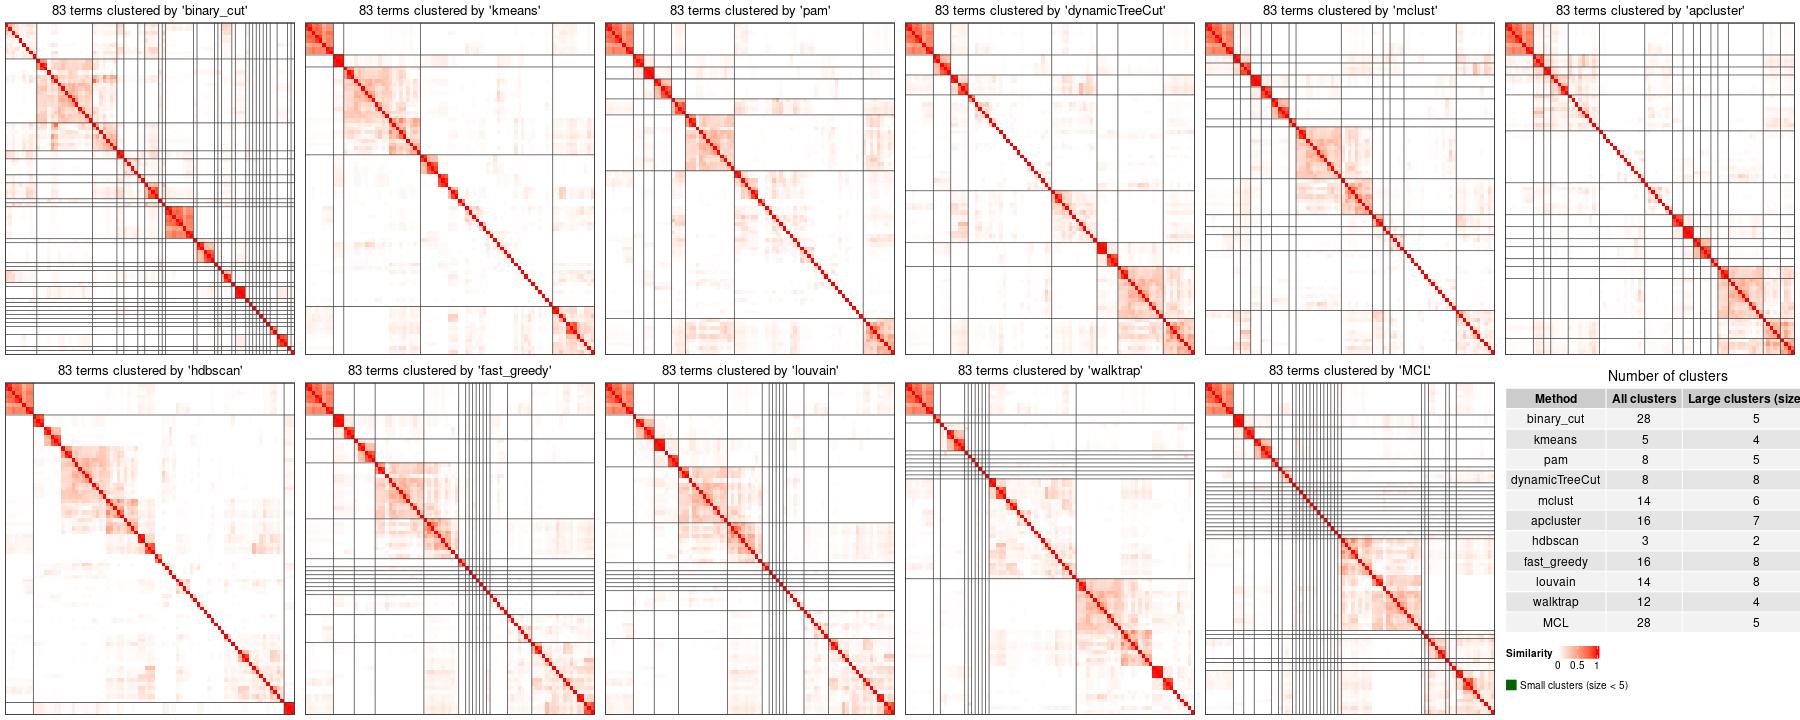 83 terms clustered by 'binary_cut'
83 terms clustered by 'kmeans'
83 terms clustered by 'pam'
83 terms clustered by 'dynamicTreeCut'
83 terms clustered by 'mclust'
83 terms clustered by 'apcluster'
83 terms clustered by 'hdbscan'
83 terms clustered by 'fast_greedy'
83 terms clustered by 'louvain'
83 terms clustered by 'walktrap'
83 terms clustered by 'MCL'
Number of clusters
Method All clusters Large clusters (size
binary_cut 28 5
kmeans 5 4
pam 8 5
dynamicTreeCut 8 8
mclust 14 6
apcluster 16 7
hdbscan 3 2
fast_greedy 16 8
louvain 14 8
walktrap 12 4
MCL 28 5
Similarity
0 0.5 1
Small clusters (size < 5)